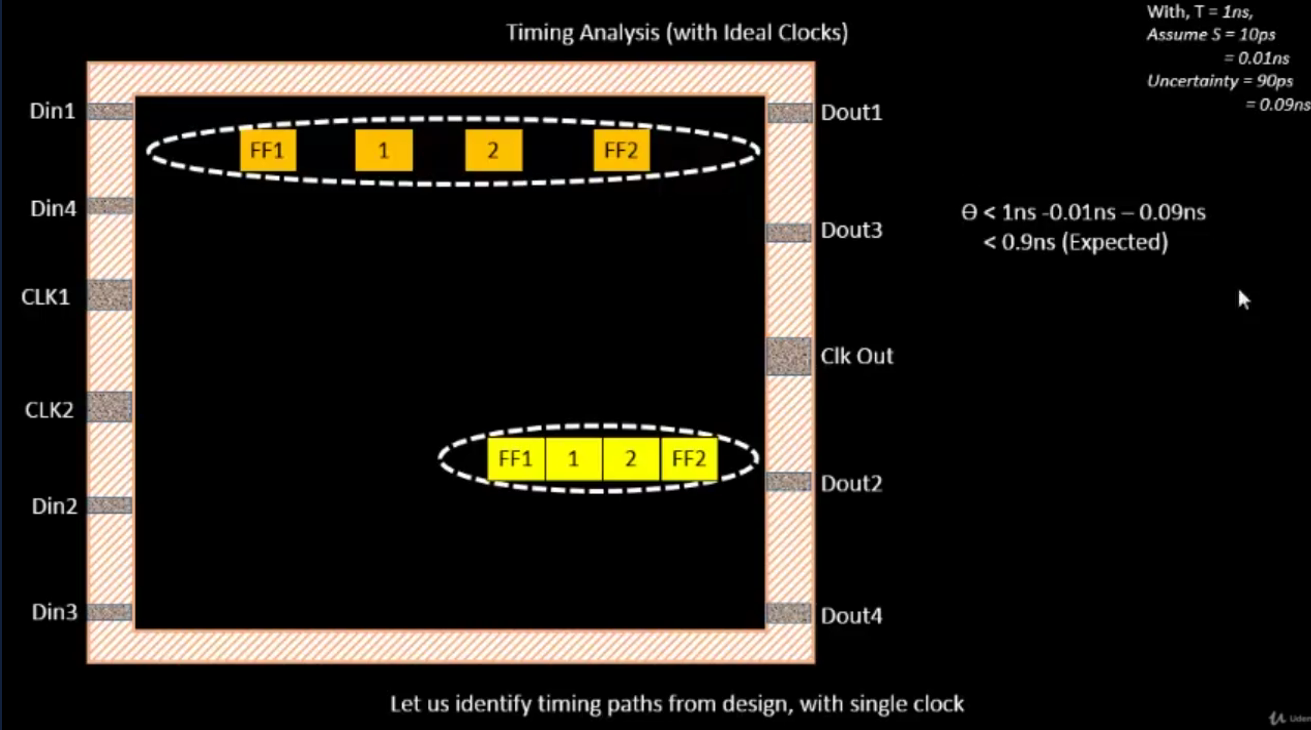 Timing Analysis (with Ideal Clocks)
With, T = 1ns,
Assume S = 10ps
= 0.01ns
Uncertainty = 90ps
= 0.09ns
Din1
Din4
CLK1
CLK2
Din2
Din3
FF1 1 2 FF2
FF1 1 2 FF2
Dout1
Dout3
Clk Out
Dout2
Dout4
Ө < 1ns -0.01ns – 0.09ns
< 0.9ns (Expected)
Let us identify timing paths from design, with single clock